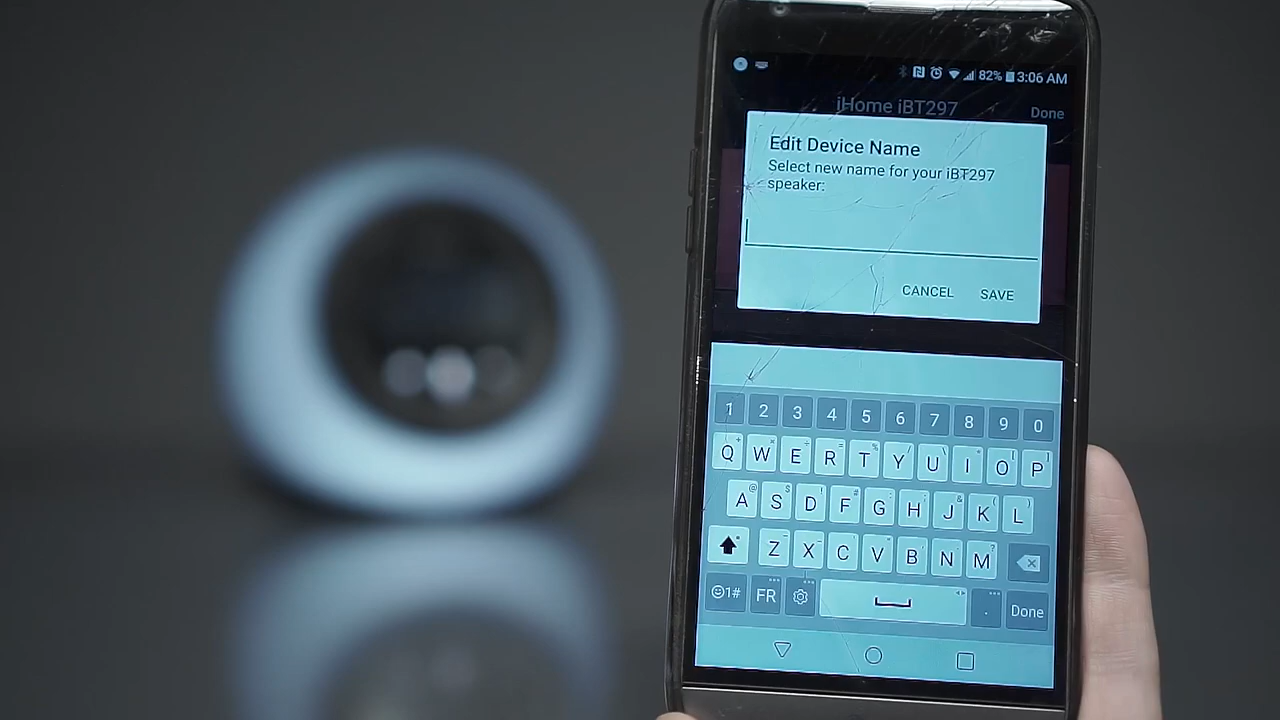 82% 3:06 AM
iHome iBT297 Done
Edit Device Name
Select new name for your iBT297
speaker:
CANCEL SAVE
1 2 3 4 5 6 7 8 9 0
Q W E R T Y U I O P
A S D F G H J K L
Z X C V B N M
☺1# FR . Done